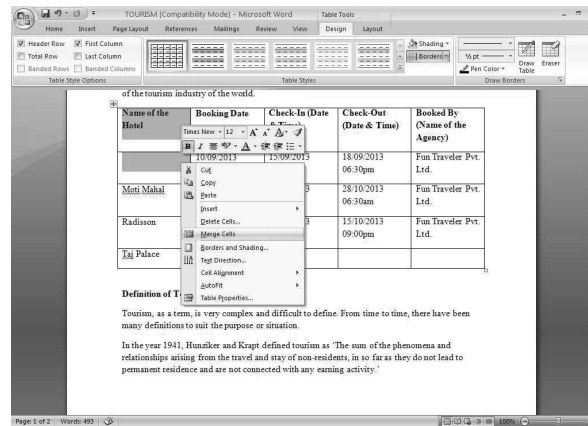 TOURISM [Compatibility Mode] - Microsoft Word
Table Tools
Home Insert Page Layout References Mailings Review View Design Layout
Header Row First Column
Total Row Last Column
Banded Rows Banded Columns
Shading
Borders
½ pt
Pen Color
Draw Table
Eraser
Table Style Options Table Styles Draw Borders
of the tourism industry of the world.
Name of the Hotel
Booking Date
Check-In (Date
Check-Out (Date & Time)
Booked By (Name of the Agency)
Times New 12
10/09/2013 15/09/2013 18/09/2013 Fun Traveler Pvt.
06:30pm Ltd.
Moti Mahal 28/10/2013 Fun Traveler Pvt.
06:30am Ltd.
Radisson 15/10/2013 Fun Traveler Pvt.
09:00pm Ltd.
Taj Palace
Cut
Copy
Paste
Insert
Delete Cells...
Merge Cells
Borders and Shading...
Text Direction...
Cell Alignment
AutoFit
Table Properties...
Definition of T
Tourism, as a term, is very complex and difficult to define. From time to time, there have been
many definitions to suit the purpose or situation.
In the year 1941, Hunziker and Krapt defined tourism as ‘The sum of the phenomena and
relationships arising from the travel and stay of non-residents, in so far as they do not lead to
permanent residence and are not connected with any earning activity.’
Page: 1 of 2 Words: 493 100%